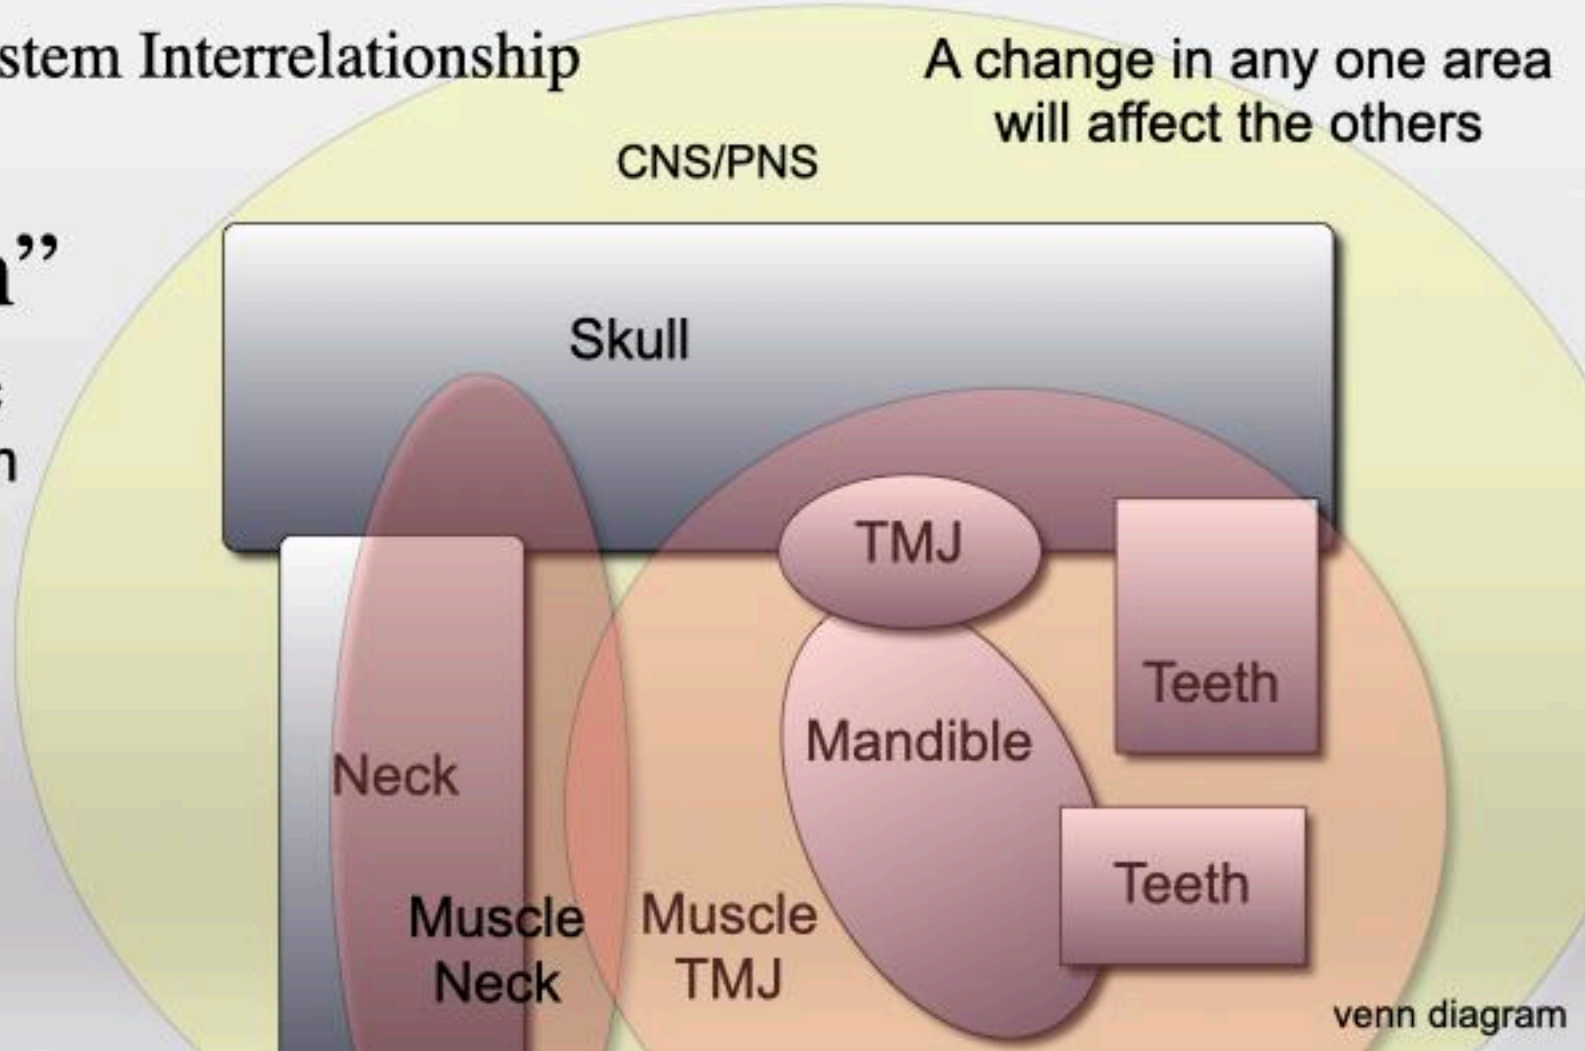 stem Interrelationship
A change in any one area
will affect the others
CNS/PNS
Skull
TMJ
Teeth
Mandible
Neck
Teeth
Muscle
Neck
Muscle
TMJ
venn diagram